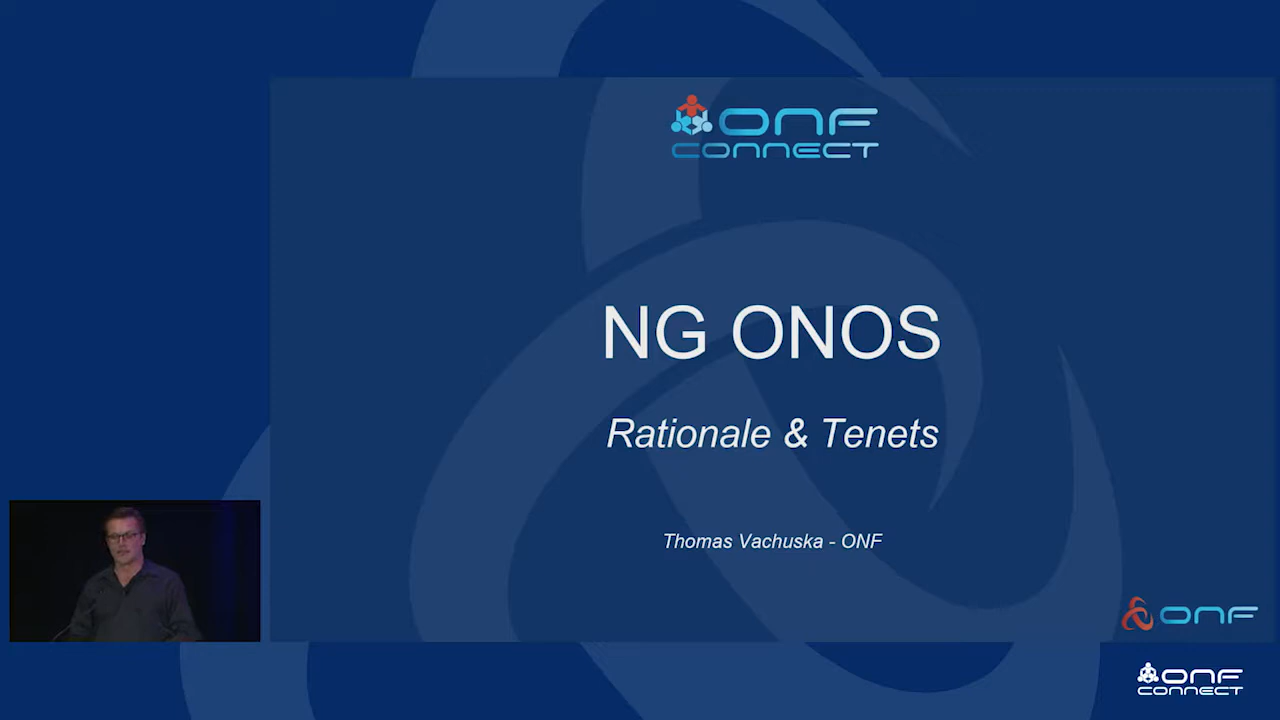 ONF
CONNECT
NG ONOS
Rationale & Tenets
Thomas Vachuska - ONF
ONF
ONF
CONNECT